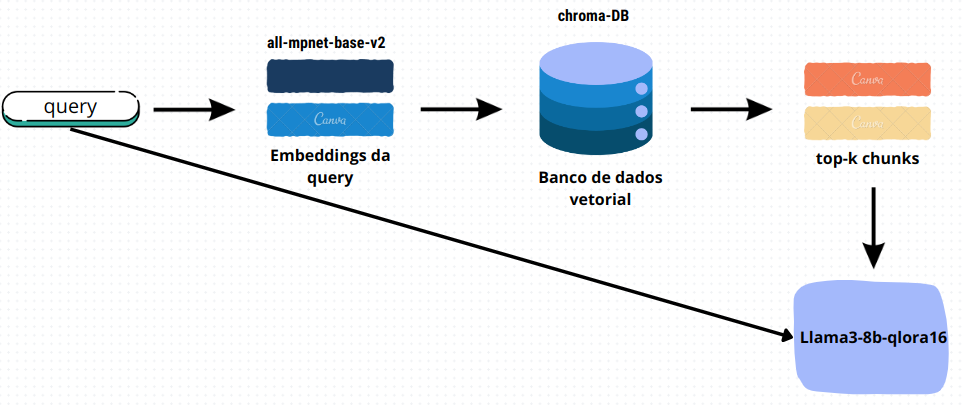 chroma-DB
all-mpnet-base-v2
query
Canva
Canva
Canva
Embeddings da
query
Banco de dados
vetorial
top-k chunks
Llama3-8b-qlora16